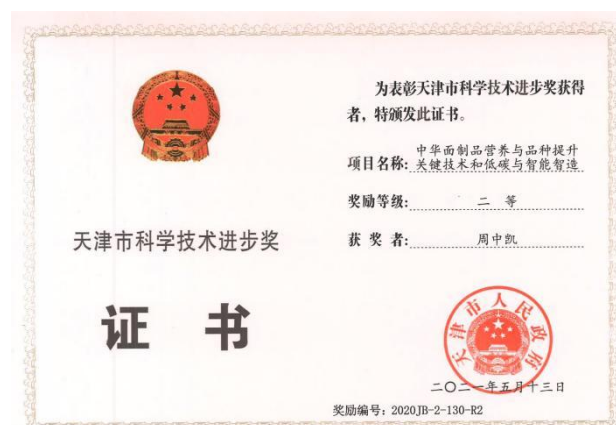 天津市科学技术进步奖
证 书
为表彰天津市科学技术进步奖获得
者,特颁发此证书。
项目名称:中华面制品营养与品种提升
关键技术和低碳与智能智造
奖励等级: 二 等
获 奖 者: 周中凯
天津市人民政府
二〇二一年五月十三日
奖励编号:2020JB-2-130-R2